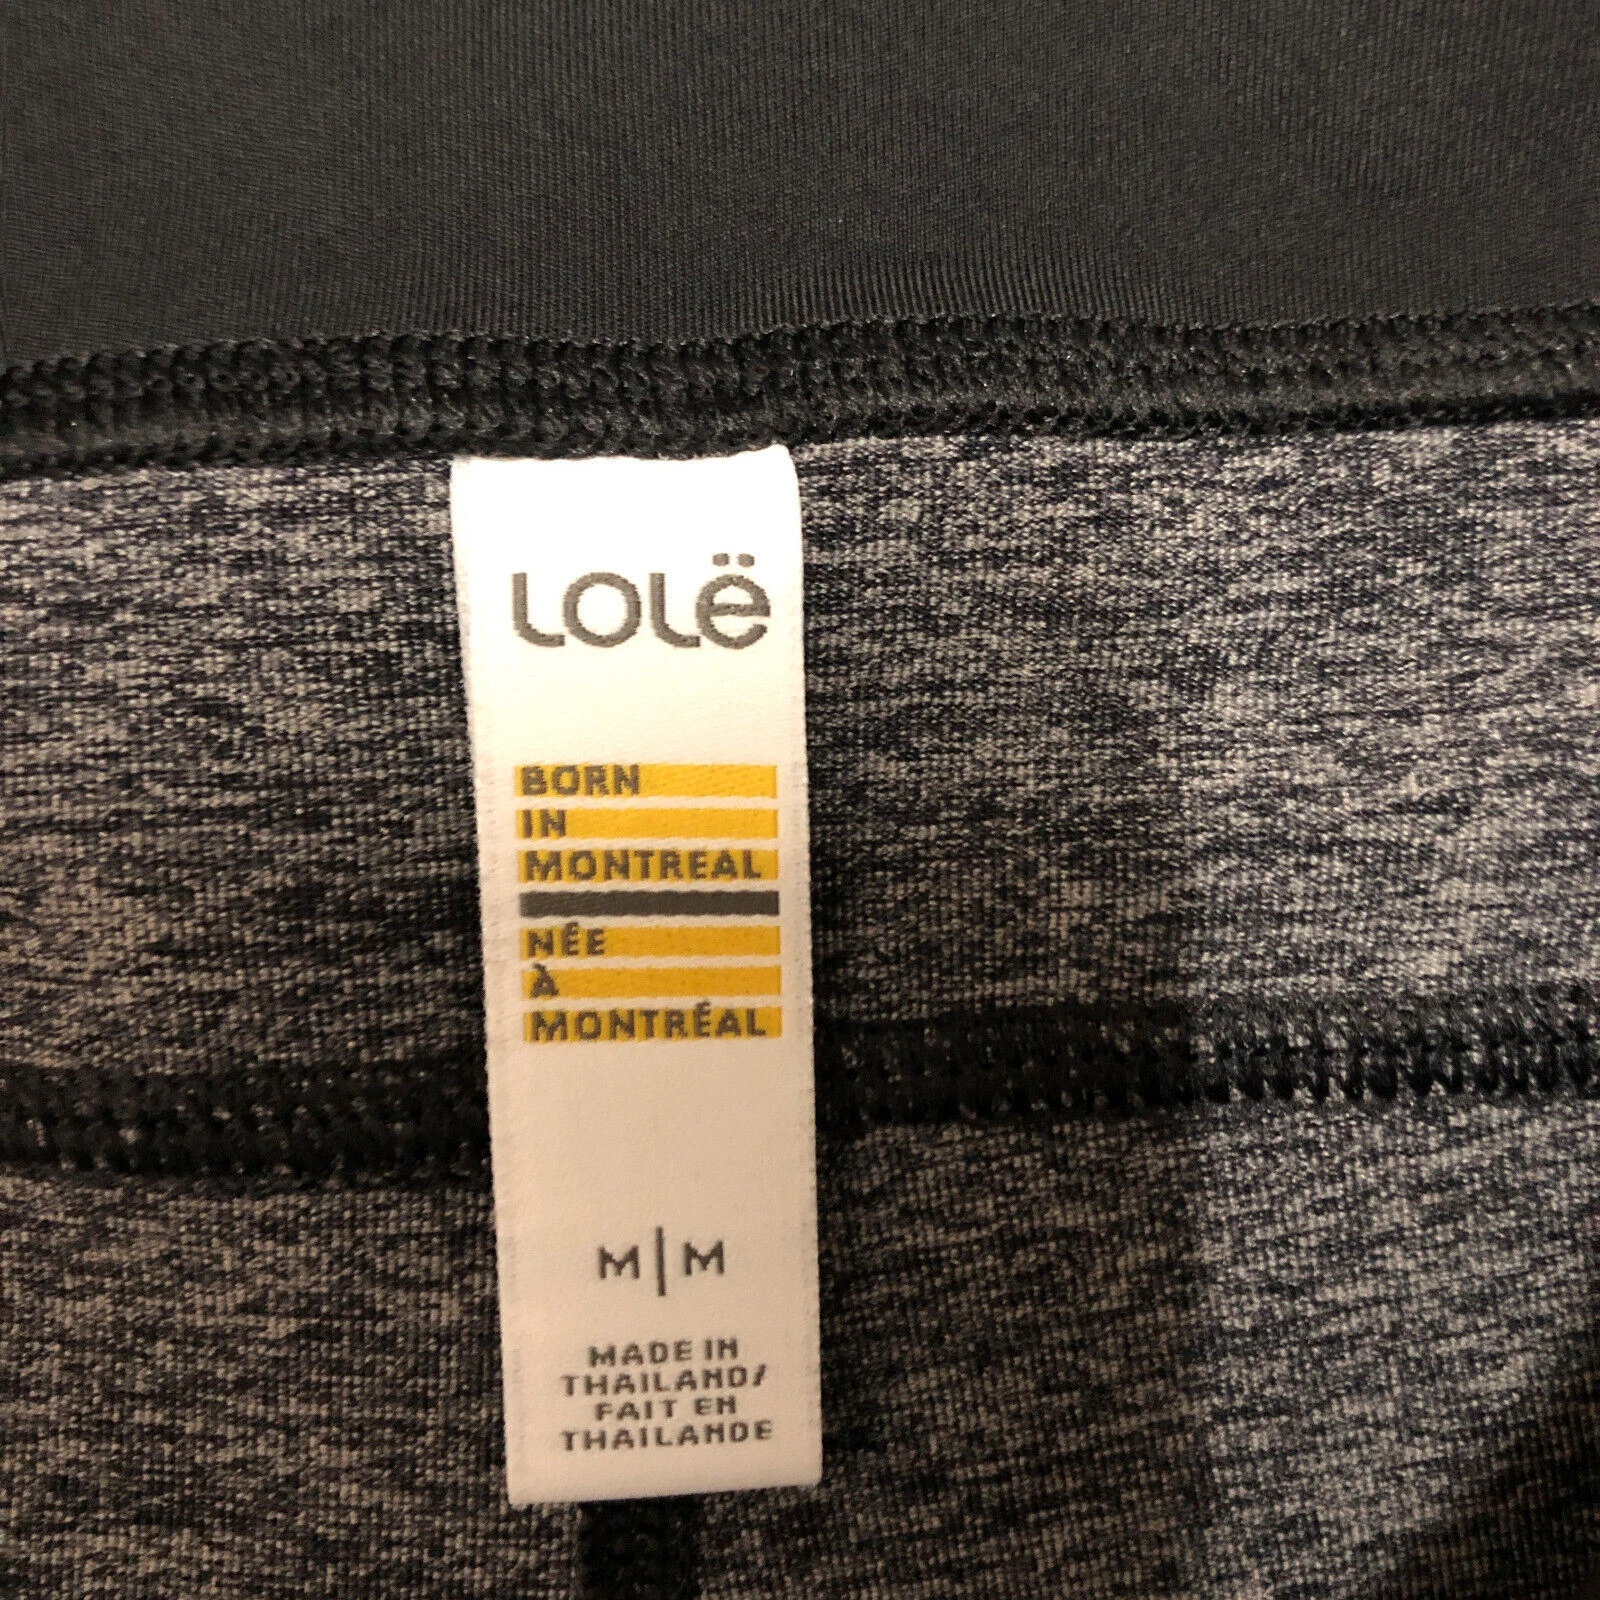 Lolë
BORN
IN
MONTREAL
NÉE
À
MONTRÉAL
M|M
MADE IN
THAILAND/
FAIT EN
THAILANDE